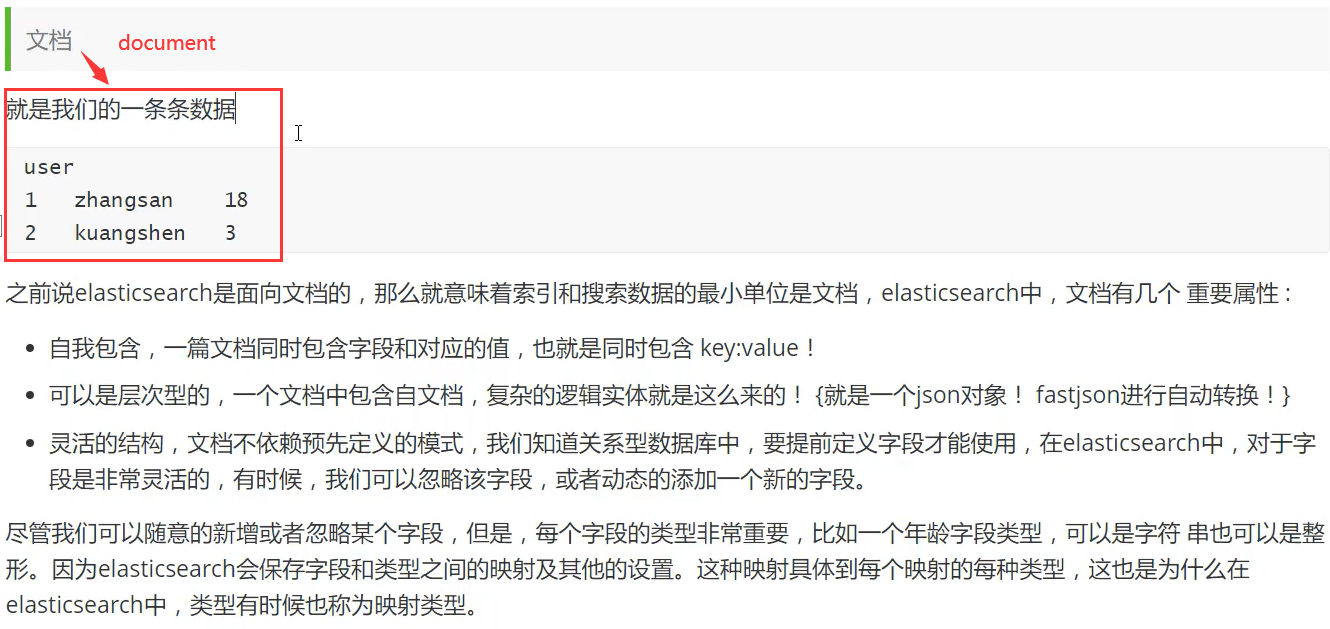 文档
document
就是我们的一条条数据
user
1 zhangsan 18
2 kuangshen 3
之前说elasticsearch是面向文档的，那么就意味着索引和搜索数据的最小单位是文档，elasticsearch中，文档有几个 重要属性 :
• 自我包含，一篇文档同时包含字段和对应的值，也就是同时包含 key:value！
• 可以是层次型的，一个文档中包含自文档，复杂的逻辑实体就是这么来的！ {就是一个json对象！ fastjson进行自动转换！}
• 灵活的结构，文档不依赖预先定义的模式，我们知道关系型数据库中，要提前定义字段才能使用，在elasticsearch中，对于字
段是非常灵活的，有时候，我们可以忽略该字段，或者动态的添加一个新的字段。
尽管我们可以随意的新增或者忽略某个字段，但是，每个字段的类型非常重要，比如一个年龄字段类型，可以是字符 串也可以是整
形。因为elasticsearch会保存字段和类型之间的映射及其他的设置。这种映射具体到每个映射的每种类型，这也是为什么在
elasticsearch中，类型有时候也称为映射类型。